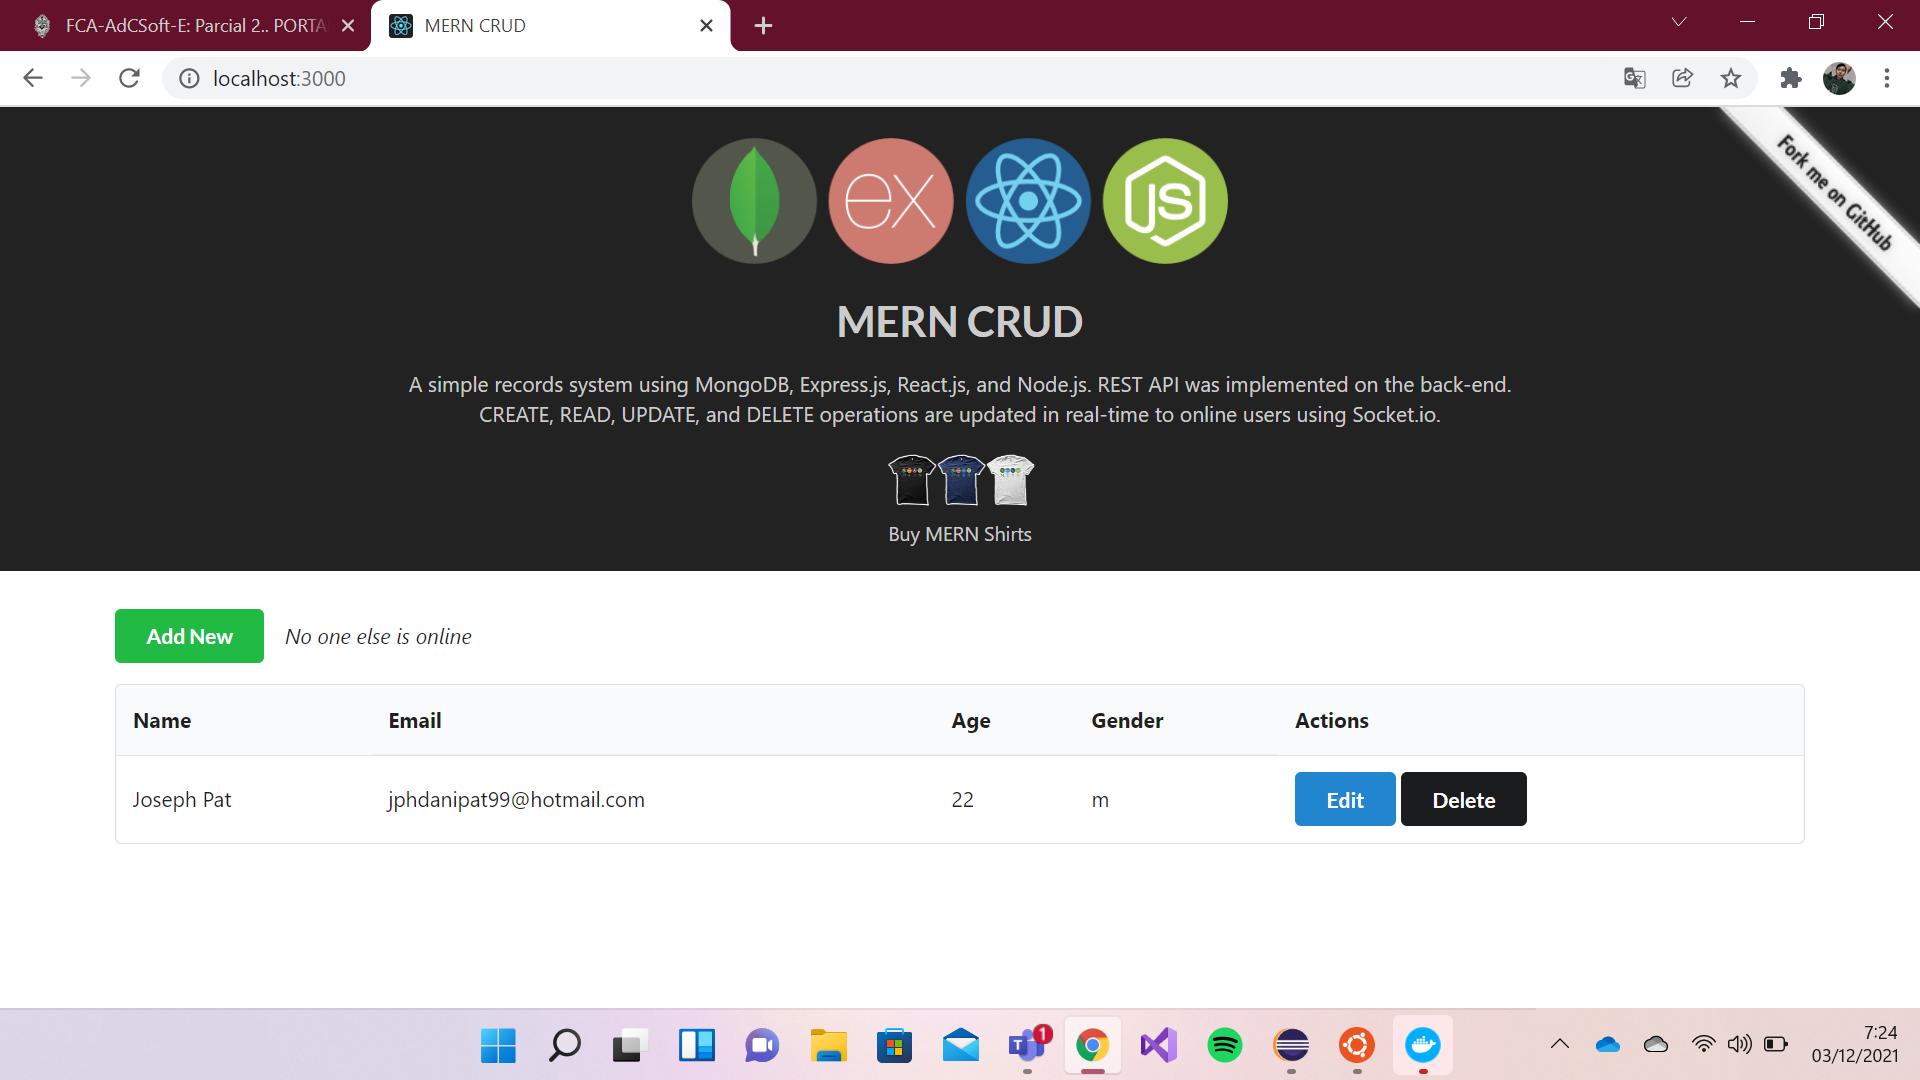 FCA-AdCSoft-E: Parcial 2.. PORTA
MERN CRUD
localhost:3000
Fork me on GitHub
ex
JS
MERN CRUD
A simple records system using MongoDB, Express.js, React.js, and Node.js. REST API was implemented on the back-end.
CREATE, READ, UPDATE, and DELETE operations are updated in real-time to online users using Socket.io.
Buy MERN Shirts
Add New No one else is online
Name Email Age Gender Actions
Joseph Pat jphdanipat99@hotmail.com 22 m Edit Delete
T 1
7:24
03/12/2021